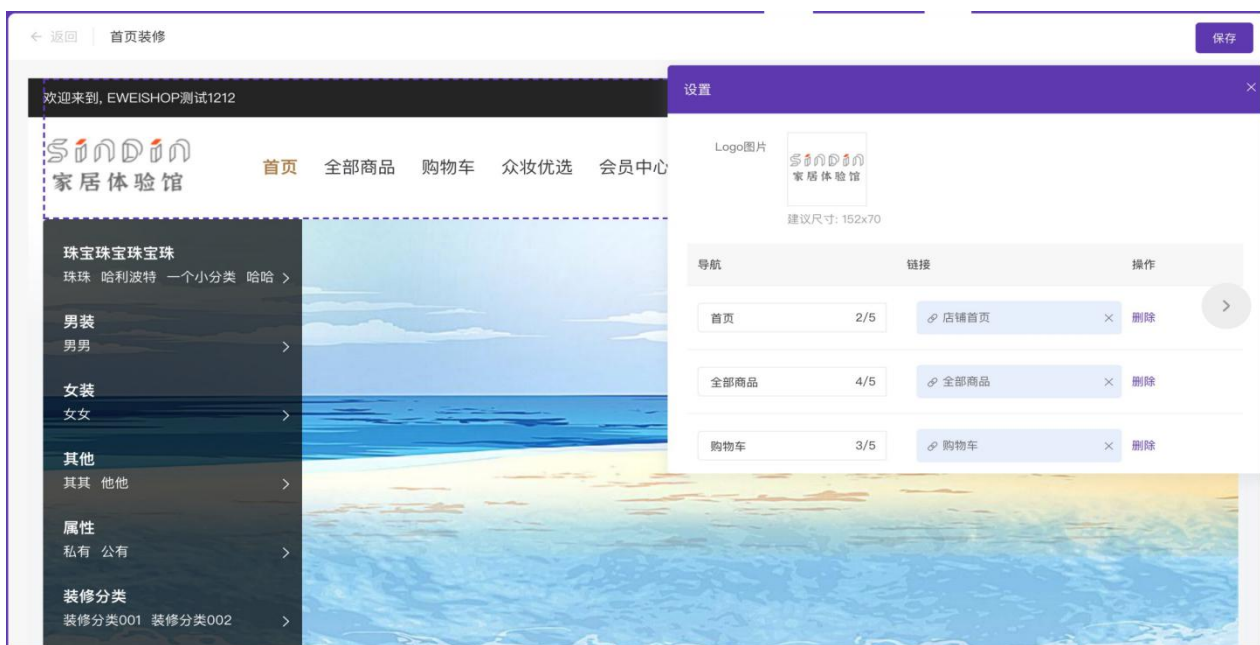 返回 首页装修
保存
欢迎来到, EWEISHOP测试1212
SinDin
家居体验馆
首页 全部商品 购物车 众妆优选 会员中心
珠宝珠宝珠宝珠
珠珠 哈利波特 一个小分类 哈哈
男装
男男
女装
女女
其他
其其 他他
属性
私有 公有
装修分类
装修分类001 装修分类002
设置
Logo图片
SinDin
家居体验馆
建议尺寸: 152x70
导航 链接 操作
首页 2/5 店铺首页 删除
全部商品 4/5 全部商品 删除
购物车 3/5 购物车 删除